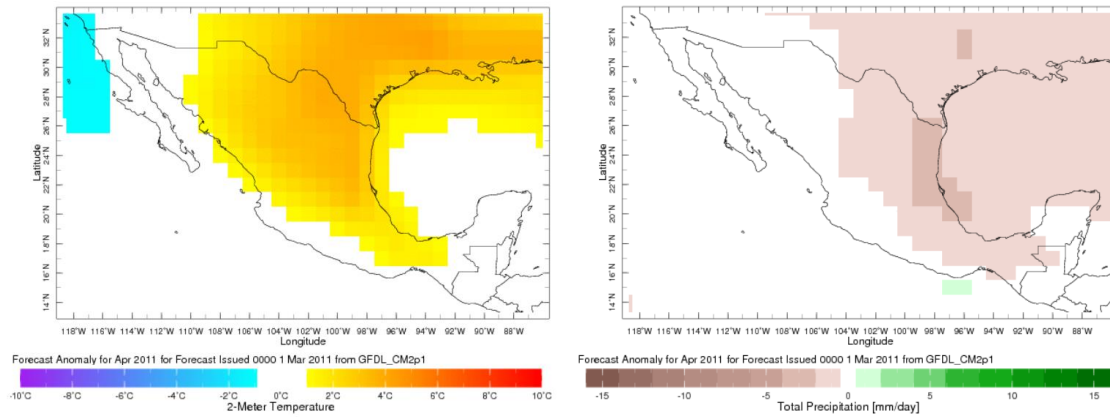 32°N
30°N
28°N
26°N
24°N
22°N
20°N
18°N
16°N
14°N
Latitude
118°W 116°W 114°W 112°W 110°W 108°W 106°W 104°W 102°W 100°W 98°W 96°W 94°W 92°W 90°W 88°W
Longitude
Forecast Anomaly for Apr 2011 for Forecast Issued 0000 1 Mar 2011 from GFDL_CM2p1
-10°C -8°C -6°C -4°C -2°C 0°C 2°C 4°C 6°C 8°C 10°C
2-Meter Temperature
32°N
30°N
28°N
26°N
24°N
22°N
20°N
18°N
16°N
14°N
Latitude
118°W 116°W 114°W 112°W 110°W 108°W 106°W 104°W 102°W 100°W 98°W 96°W 94°W 92°W 90°W 88°W
Longitude
Forecast Anomaly for Apr 2011 for Forecast Issued 0000 1 Mar 2011 from GFDL_CM2p1
-15 -10 -5 0 5 10 15
Total Precipitation [mm/day]